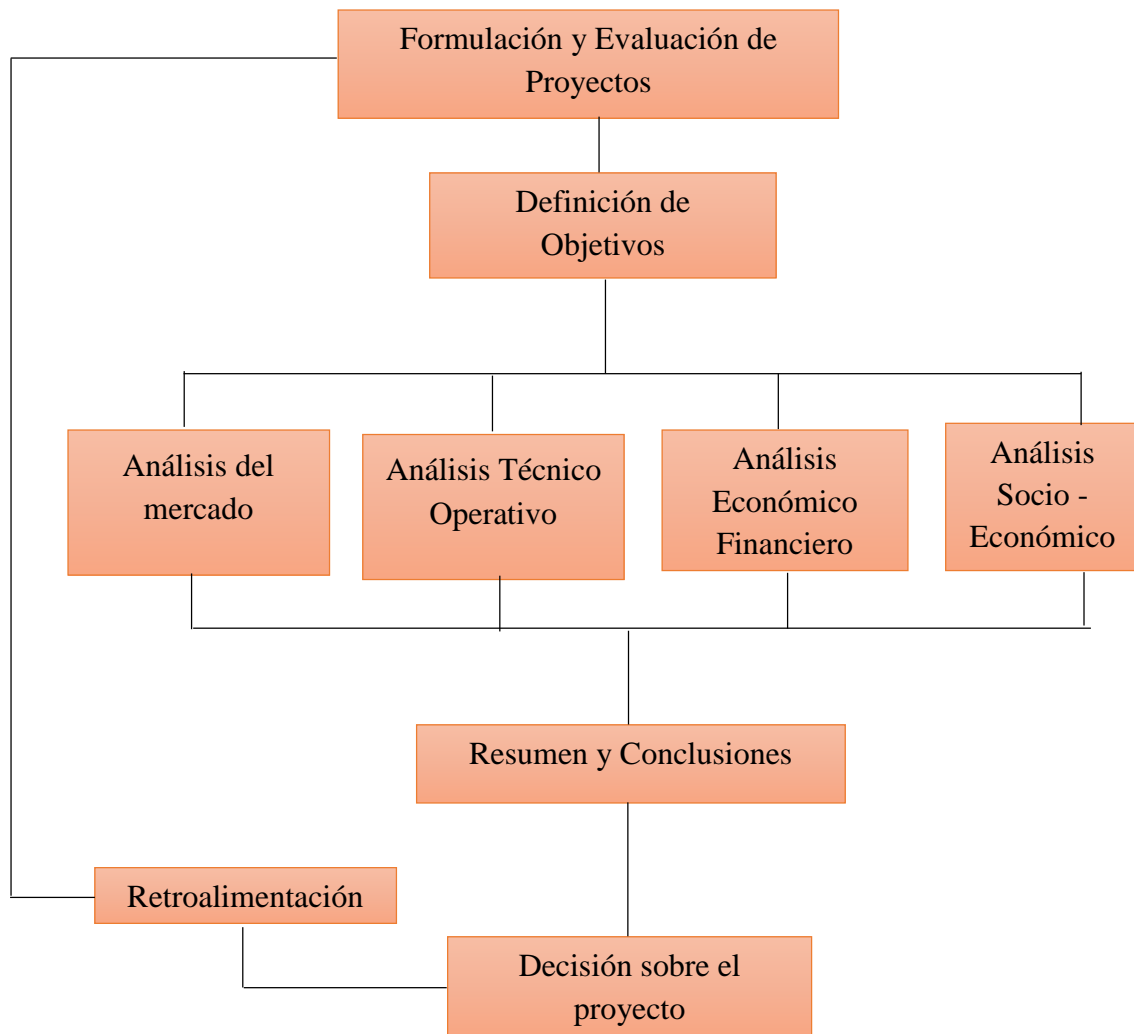 Formulación y Evaluación de
Proyectos
Definición de
Objetivos
Análisis del
mercado
Análisis Técnico
Operativo
Análisis
Económico
Financiero
Análisis
Socio -
Económico
Resumen y Conclusiones
Retroalimentación
Decisión sobre el
proyecto